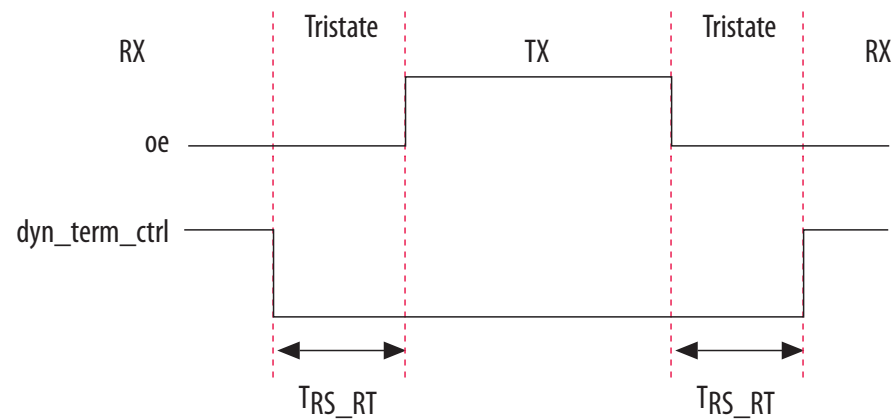 Tristate
Tristate
RX
TX
RX
oe
dyn_term_ctrl
TRS_RT
TRS_RT